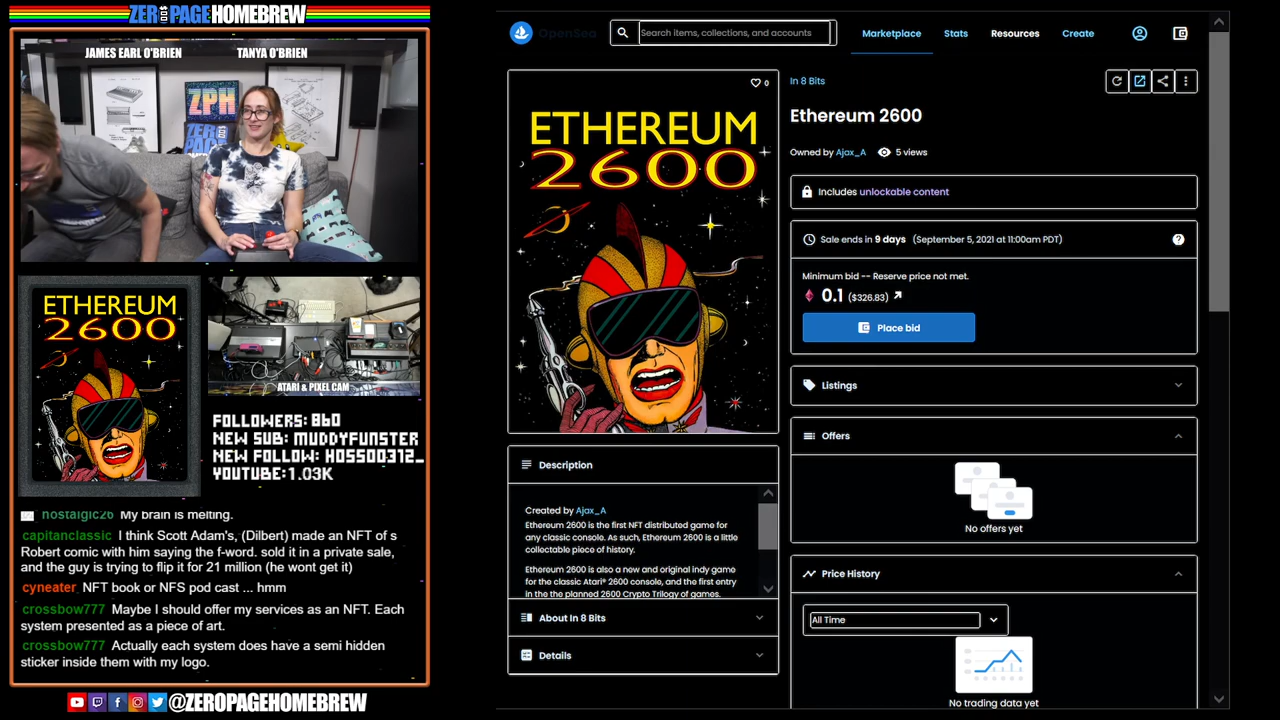 ZERO PAGE HOMEBREW
JAMES EARL O'BRIEN
TANYA O'BRIEN
ZPH
ZERO
PAGE
ETHEREUM
2600
ATARI & PIXEL CAM
FOLLOWERS: 860
NEW SUB: MUDDYFUNSTER
NEW FOLLOW: HOSS00312_
YOUTUBE:1.03K
nostalgic26 My brain is melting.
capitanclassic I think Scott Adam's, (Dilbert) made an NFT of s
Robert comic with him saying the f-word. sold it in a private sale,
and the guy is trying to flip it for 21 million (he wont get it)
cyneater NFT book or NFS pod cast ... hmm
crossbow777 Maybe I should offer my services as an NFT. Each
system presented as a piece of art.
crossbow777 Actually each system does have a semi hidden
sticker inside them with my logo.
@ZEROPAGEHOMEBREW
OpenSea
Search items, collections, and accounts
Marketplace
Stats
Resources
Create
0
ETHEREUM
2600
In 8 Bits
Ethereum 2600
Owned by Ajax_A 5 views
Includes unlockable content
Sale ends in 9 days (September 5, 2021 at 11:00am PDT)
Minimum bid -- Reserve price not met.
0.1 ($326.83)
Place bid
Listings
Offers
No offers yet
Price History
All Time
No trading data yet
Description
Created by Ajax_A
Ethereum 2600 is the first NFT distributed game for
any classic console. As such, Ethereum 2600 is a little
collectable piece of history.
Ethereum 2600 is also a new and original indy game
for the classic Atari® 2600 console, and the first entry
in the the planned 2600 Crypto Trilogy of games.
About In 8 Bits
Details